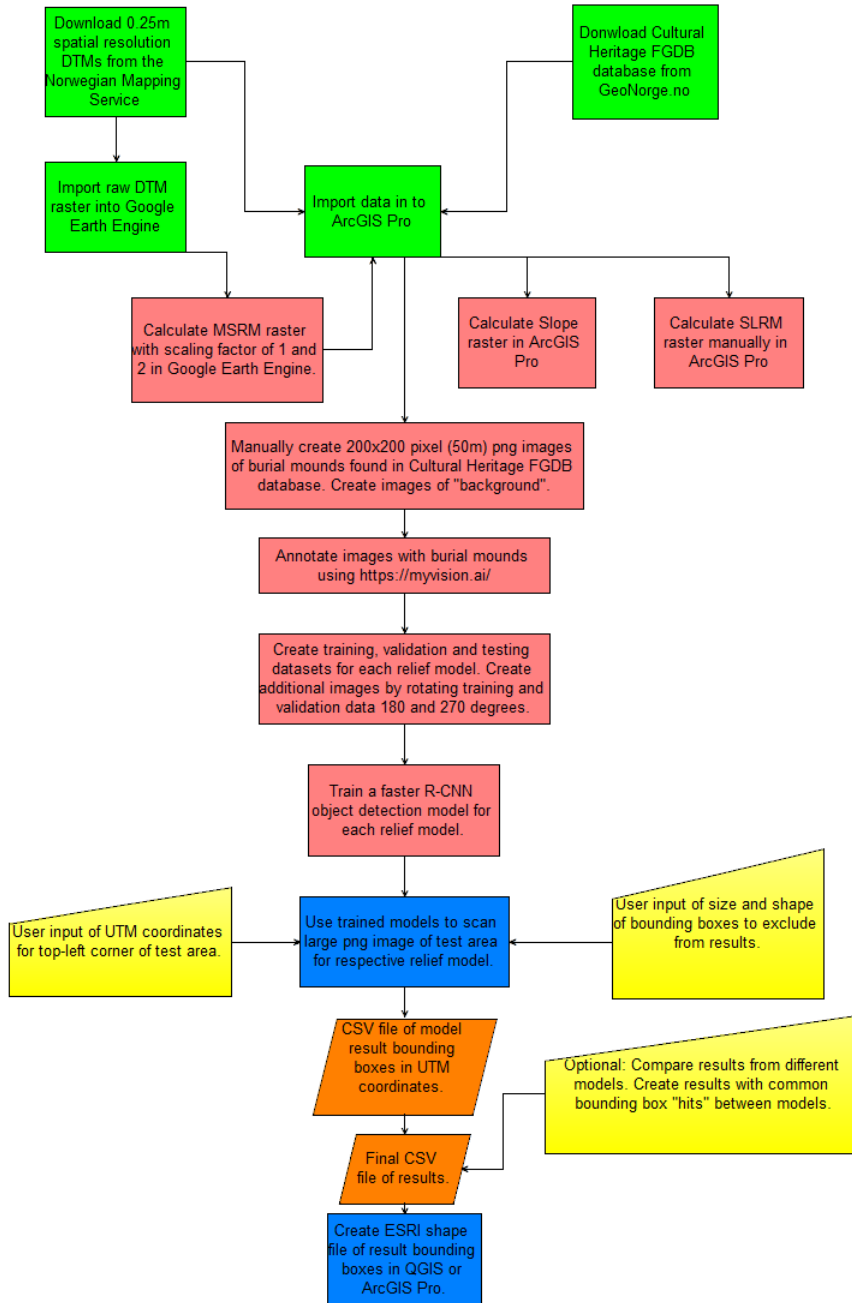 Download 0.25m
spatial resolution
DTMs from the
Norwegian Mapping
Service
Donwload Cultural
Heritage FGDB
database from
GeoNorge.no
Import raw DTM
raster into Google
Earth Engine
Import data in to
ArcGIS Pro
Calculate MSRM raster
with scaling factor of 1 and
2 in Google Earth Engine.
Calculate Slope
raster in ArcGIS
Pro
Calculate SLRM
raster manually in
ArcGIS Pro
Manually create 200x200 pixel (50m) png images
of burial mounds found in Cultural Heritage FGDB
database. Create images of "background".
Annotate images with burial mounds
using https://myvision.ai/
Create training, validation and testing
datasets for each relief model. Create
additional images by rotating training and
validation data 180 and 270 degrees.
Train a faster R-CNN
object detection model for
each relief model.
User input of UTM coordinates
for top-left corner of test area.
Use trained models to scan
large png image of test area
for respective relief model.
User input of size and shape
of bounding boxes to exclude
from results.
CSV file of model
result bounding
boxes in UTM
coordinates.
Optional: Compare results from different
models. Create results with common
bounding box "hits" between models.
Final CSV
file of results.
Create ESRI shape
file of result bounding
boxes in QGIS or
ArcGIS Pro.